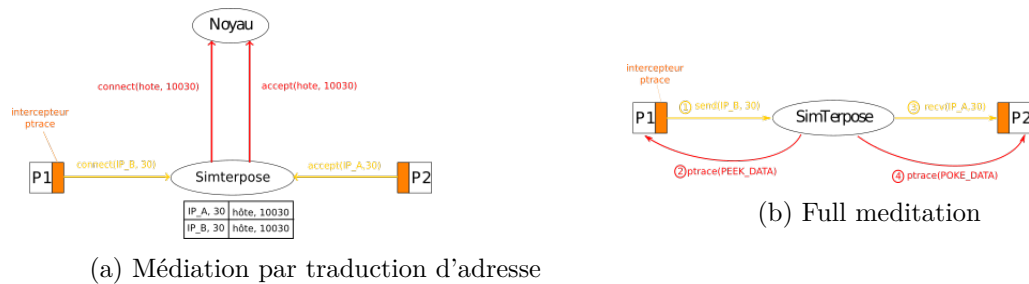 Noyau
connect(hote, 10030)
accept(hote, 10030)
intercepteur
ptrace
P1
connect(IP_B, 30)
Simterpose
accept(IP_A,30)
P2
IP_A, 30 hôte, 10030
IP_B, 30 hôte, 10030
(a) Médiation par traduction d'adresse
intercepteur
ptrace
P1
1 send(IP_B, 30)
SimTerpose
3 recv(IP_A,30)
P2
2 ptrace(PEEK_DATA)
4 ptrace(POKE_DATA)
(b) Full meditation